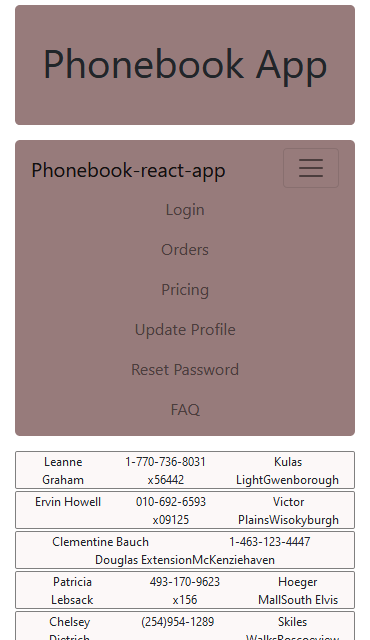 Phonebook App
Phonebook-react-app
Login
Orders
Pricing
Update Profile
Reset Password
FAQ
Leanne 1-770-736-8031 Kulas
Graham x56442 LightGwenborough
Ervin Howell 010-692-6593 Victor
x09125 PlainsWisokyburgh
Clementine Bauch 1-463-123-4447
Douglas ExtensionMcKenziehaven
Patricia 493-170-9623 Hoeger
Lebsack x156 MallSouth Elvis
Chelsey (254)954-1289 Skiles
Dietrich WalksRoscoeview